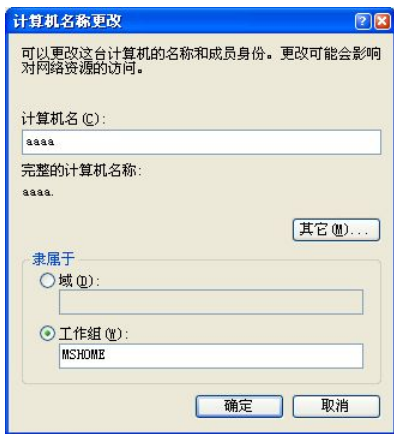 计算机名称更改
可以更改这台计算机的名称和成员身份。更改可能会影响
对网络资源的访问。
计算机名(C):
aaaa
完整的计算机名称:
aaaa.
其它(M)...
隶属于
域(D):
工作组(W):
MSHOME
确定
取消